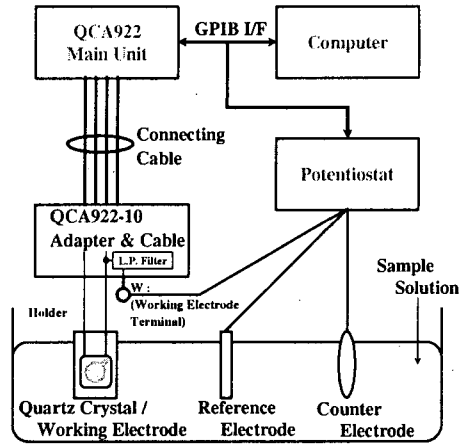 QCA922
Main Unit
GPIB I/F
Computer
Connecting
Cable
Potentiostat
QCA922-10
Adapter & Cable
L.P. Filter
W :
(Working Electrode
Terminal)
Sample
Solution
Holder
Quartz Crystal /
Working Electrode
Reference
Electrode
Counter
Electrode